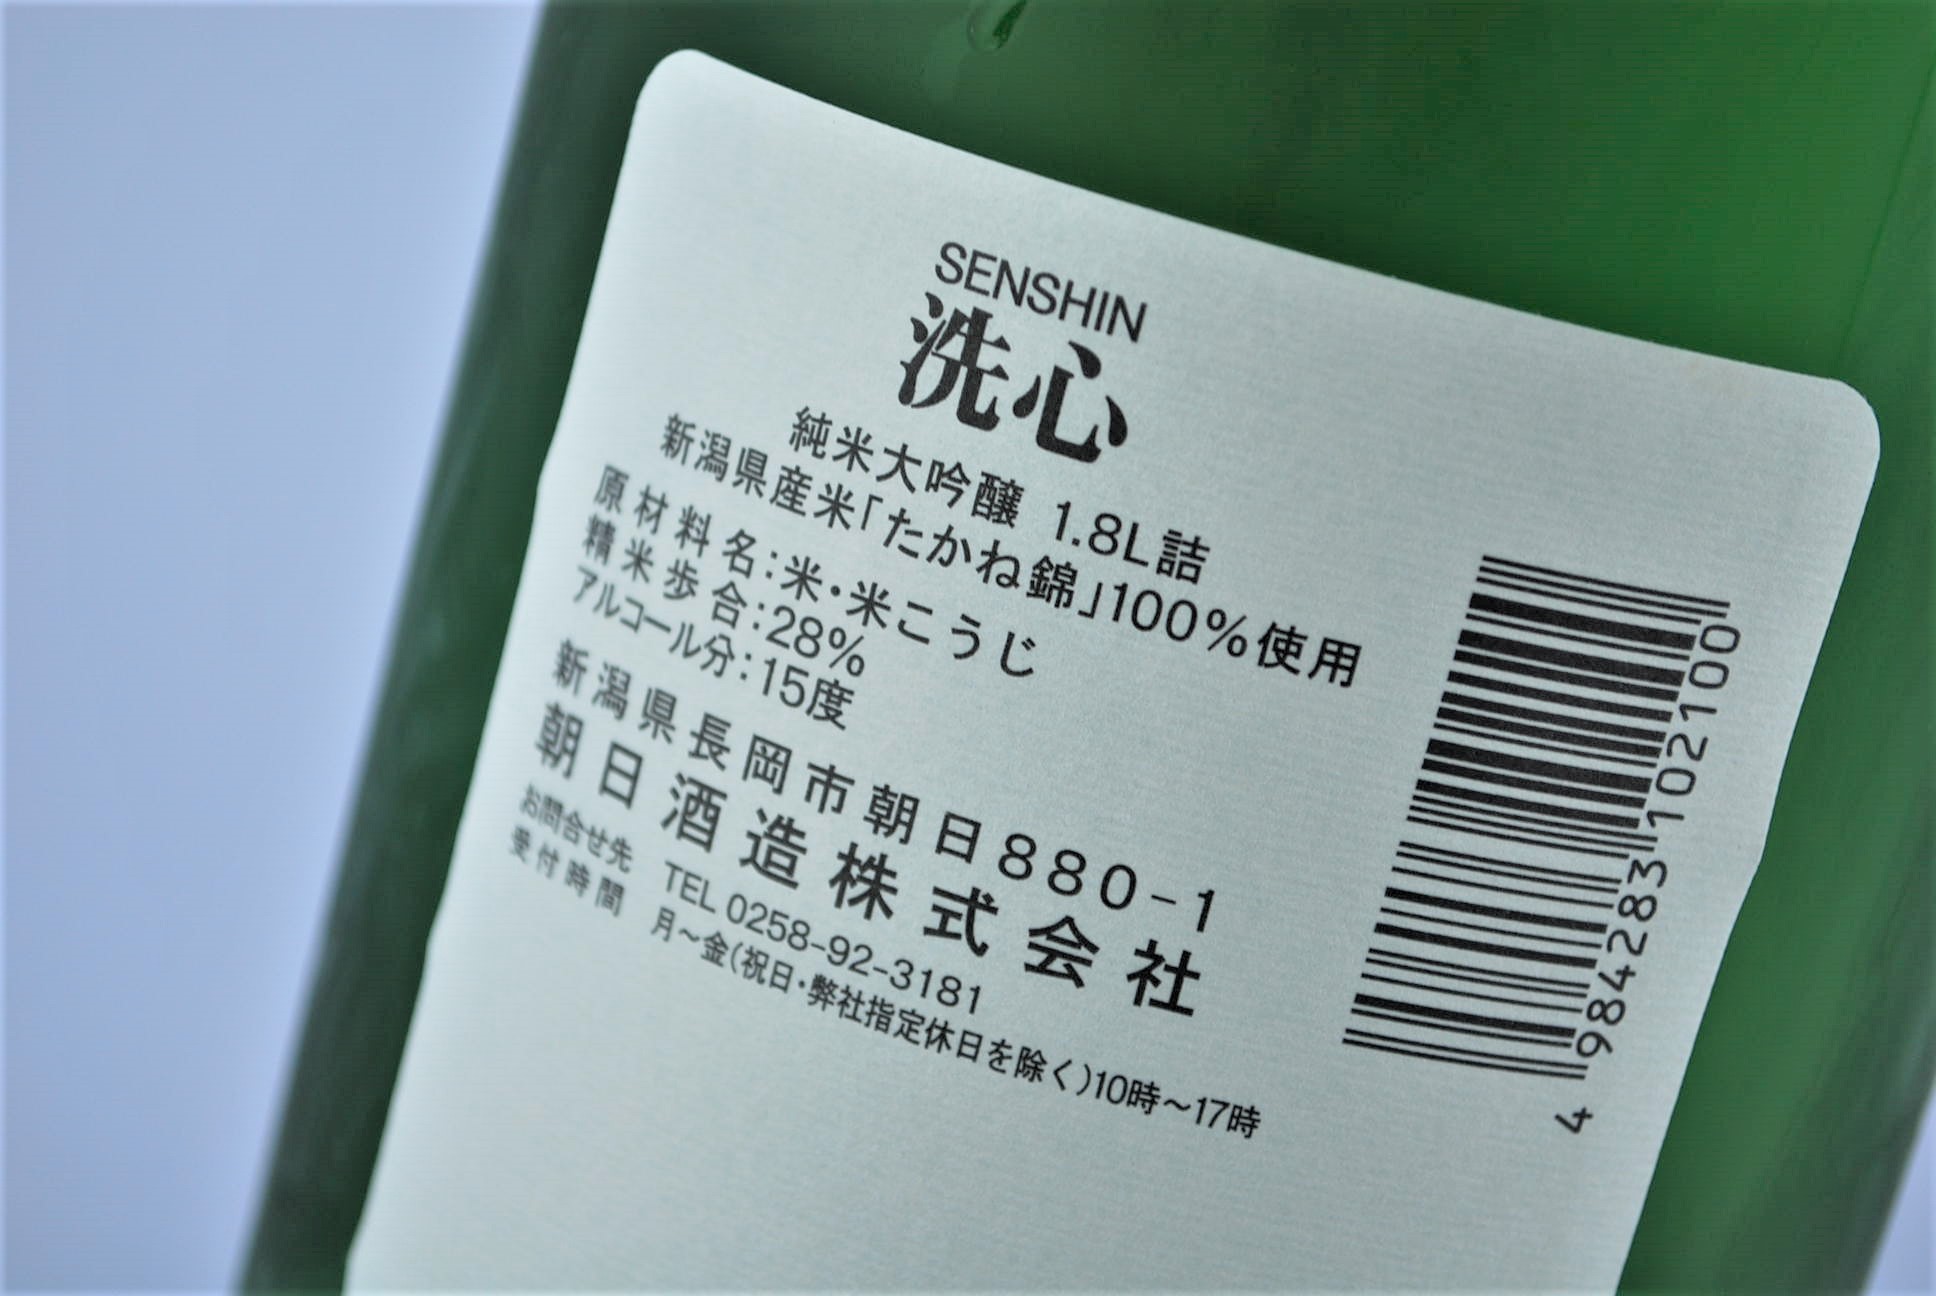 SENSHIN
洗心
純米大吟醸 1.8L詰
新潟県産米「たかね錦」100%使用
原材料名:米・米こうじ
精米歩合:28%
アルコール分:15度
新潟県長岡市朝日880-1
朝日酒造株式会社
お問合せ先 TEL 0258-92-3181
受付時間 月～金(祝日・弊社指定休日を除く)10時～17時
4 984283 102100